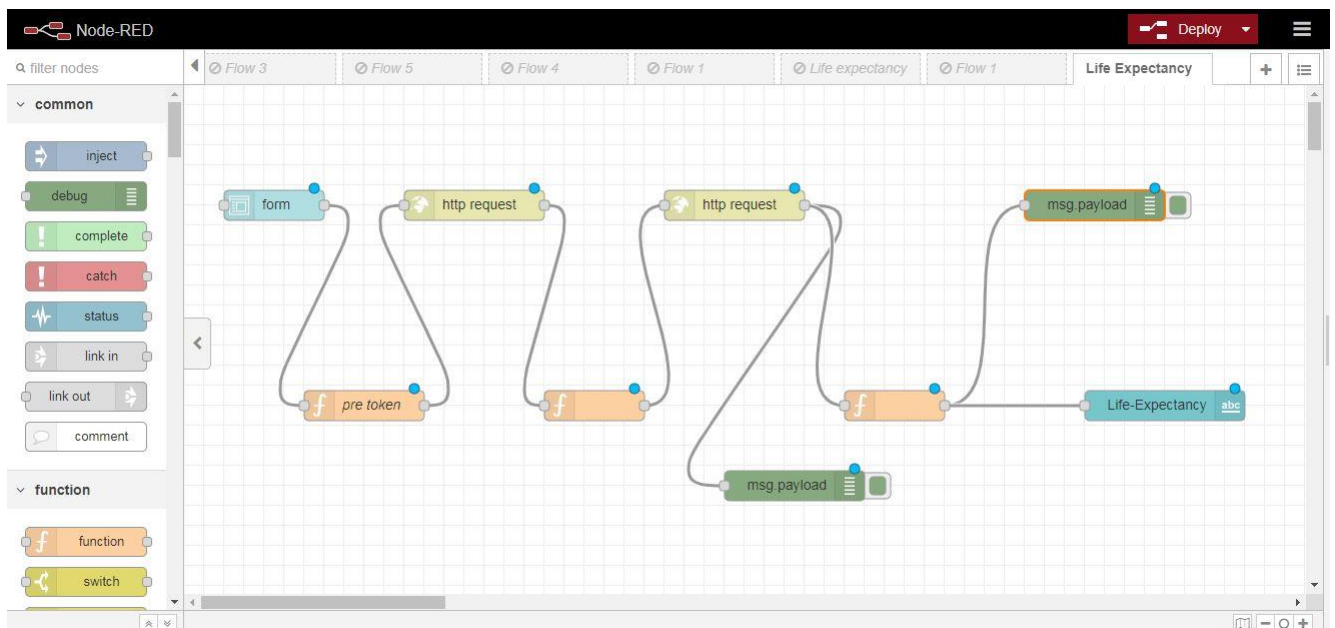 Node-RED
Deploy
filter nodes
Flow 3
Flow 5
Flow 4
Flow 1
Life expectancy
Flow 1
Life Expectancy
common
inject
debug
complete
catch
status
link in
link out
comment
function
function
switch
form
http request
http request
msg.payload
pre token
Life-Expectancy
abc
msg.payload